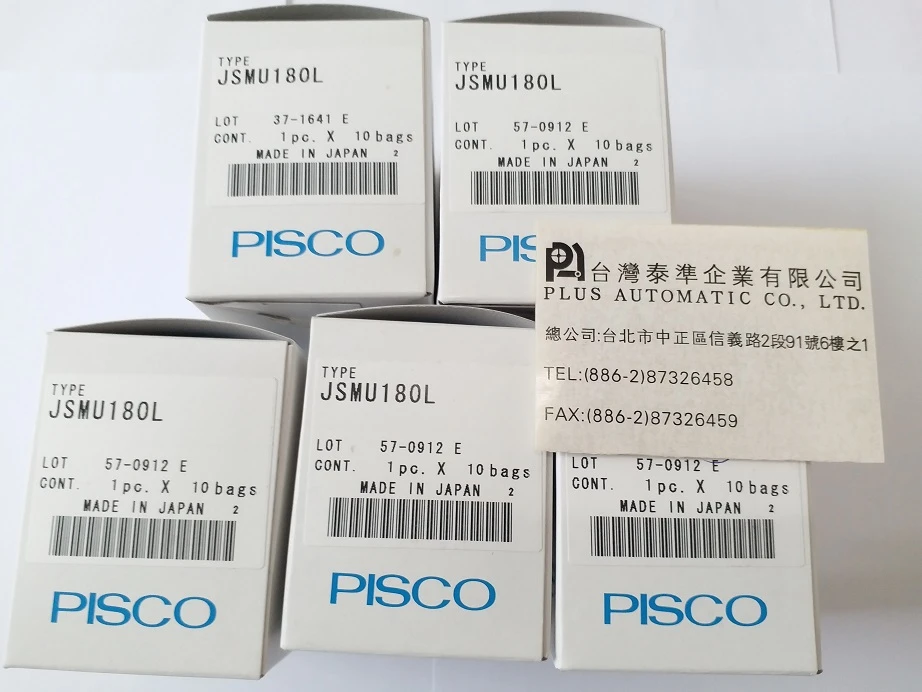 TYPE
JSMU180L
LOT 37-1641 E
CONT. 1pc. X 10bags
MADE IN JAPAN 2
PISCO
TYPE
JSMU180L
LOT 57-0912 E
CONT. 1pc. X 10bags
MADE IN JAPAN 2
台灣泰準企業有限公司
PLUS AUTOMATIC CO., LTD.
總公司:台北市中正區信義路2段91號6樓之1
TEL:(886-2)87326458
FAX:(886-2)87326459
TYPE
JSMU180L
LOT 57-0912 E
CONT. 1pc. X 10bags
MADE IN JAPAN 2
PISCO
TYPE
JSMU180L
LOT 57-0912 E
CONT. 1pc. X 10bags
MADE IN JAPAN 2
PISCO
LOT 57-0912 E
CONT. 1pc. X 10bags
MADE IN JAPAN 2
PISCO